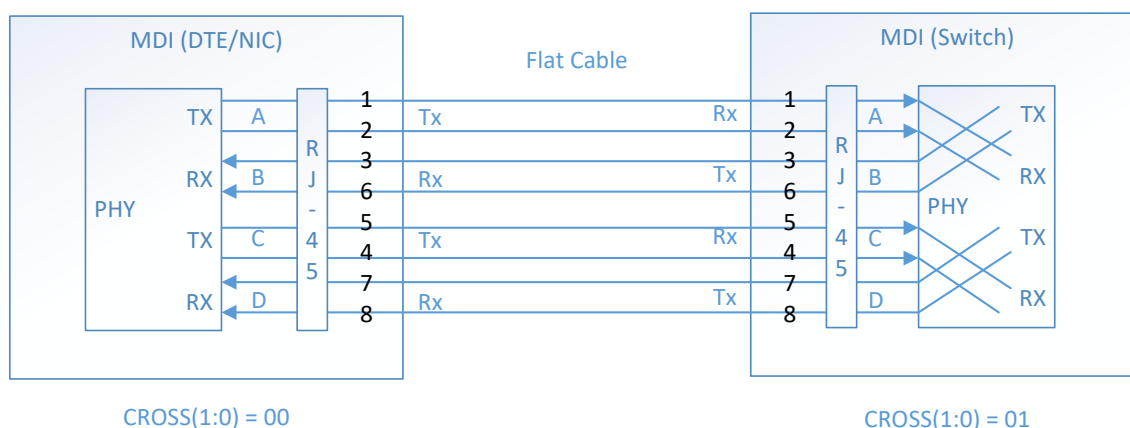 MDI (DTE/NIC)
PHY
TX A
RX B
TX C
RX D
R
J
-
4
5
1
2
3
6
5
4
7
8
Tx
Rx
Tx
Rx
Flat Cable
Rx
Tx
Rx
Tx
MDI (Switch)
1
2
3
6
5
4
7
8
R
J
-
4
5
A
B
C
D
PHY
TX
RX
TX
RX
CROSS(1:0) = 00
CROSS(1:0) = 01